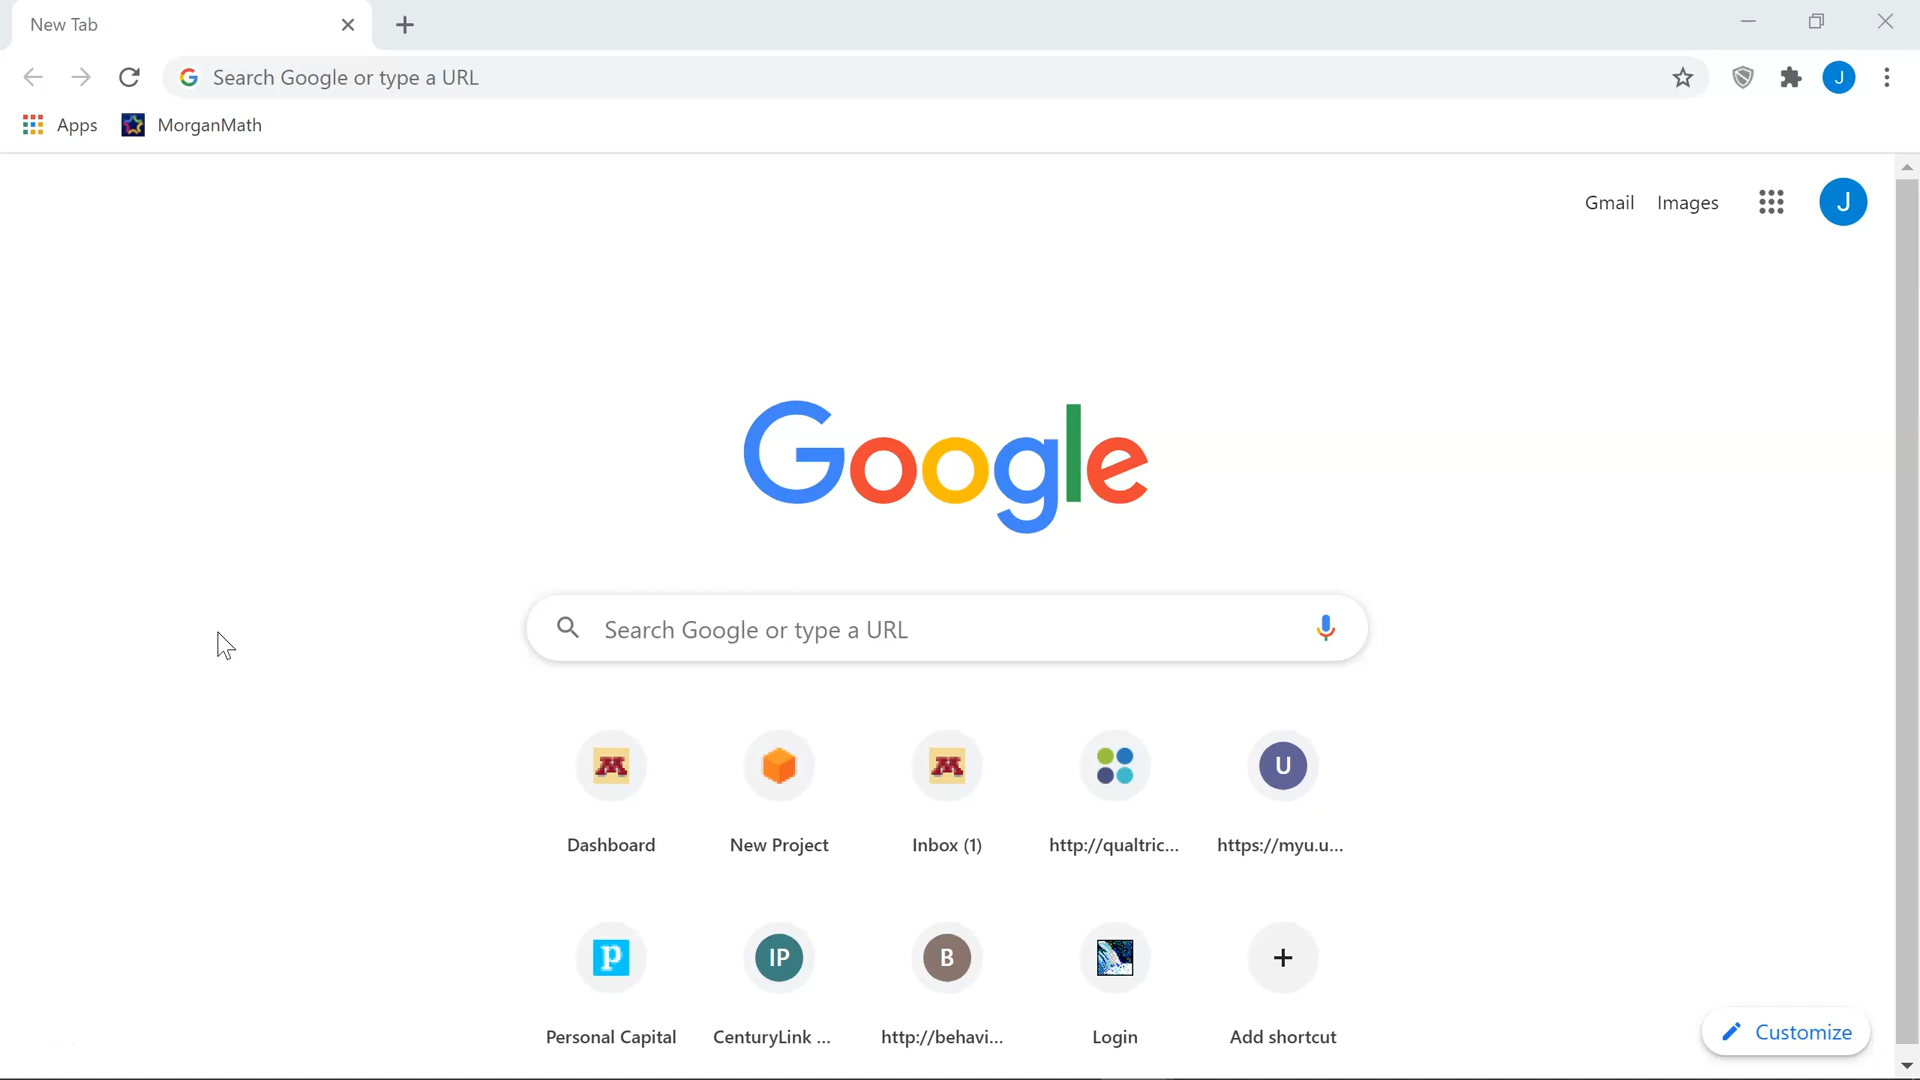 New Tab
Search Google or type a URL
J
Apps
MorganMath
Gmail
Images
J
Google
Search Google or type a URL
U
Dashboard
New Project
Inbox (1)
http://qualtric...
https://myu.u...
P
IP
B
Personal Capital
CenturyLink ...
http://behavi...
Login
Add shortcut
Customize